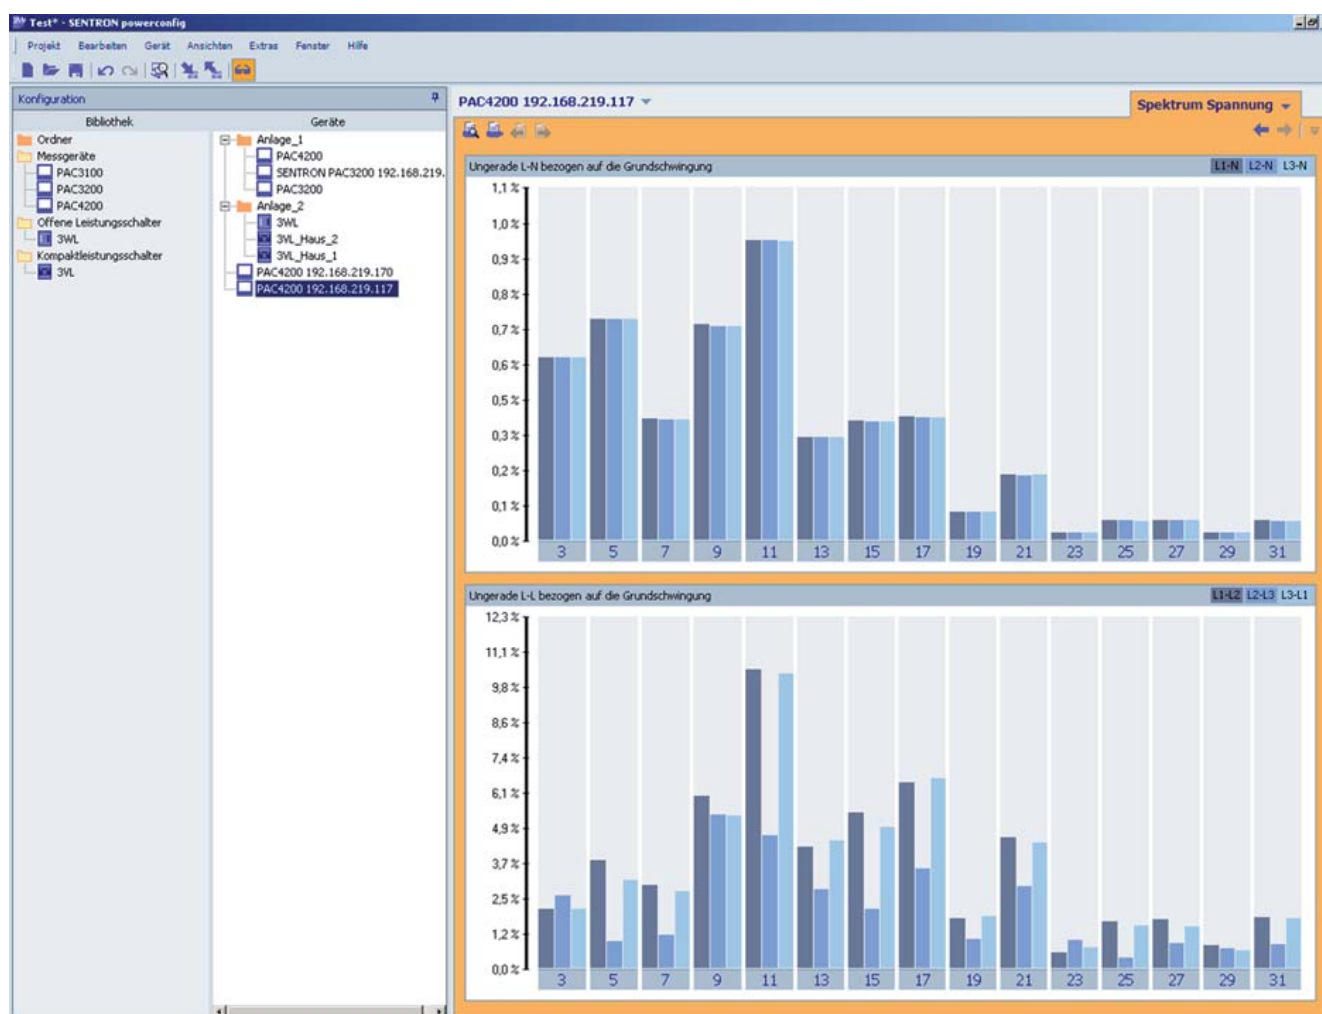 Test* - SENTRON powerconfig
Projekt Bearbeiten Gerät Ansichten Extras Fenster Hilfe
Konfiguration
Bibliothek
Ordner
Messgeräte
PAC3100
PAC3200
PAC4200
Offene Leistungsschalter
3WL
Kompaktleistungsschalter
3VL
Geräte
Anlage_1
PAC4200
SENTRON PAC3200 192.168.219.
PAC3200
Anlage_2
3WL
3VL_Haus_2
3VL_Haus_1
PAC4200 192.168.219.170
PAC4200 192.168.219.117
PAC4200 192.168.219.117
Spektrum Spannung
Ungerade L-N bezogen auf die Grundschwingung L1-N L2-N L3-N
1,1 %
1,0 %
0,9 %
0,8 %
0,7 %
0,6 %
0,5 %
0,3 %
0,2 %
0,1 %
0,0 %
3 5 7 9 11 13 15 17 19 21 23 25 27 29 31
Ungerade L-L bezogen auf die Grundschwingung L1-L2 L2-L3 L3-L1
12,3 %
11,1 %
9,8 %
8,6 %
7,4 %
6,1 %
4,9 %
3,7 %
2,5 %
1,2 %
0,0 %
3 5 7 9 11 13 15 17 19 21 23 25 27 29 31